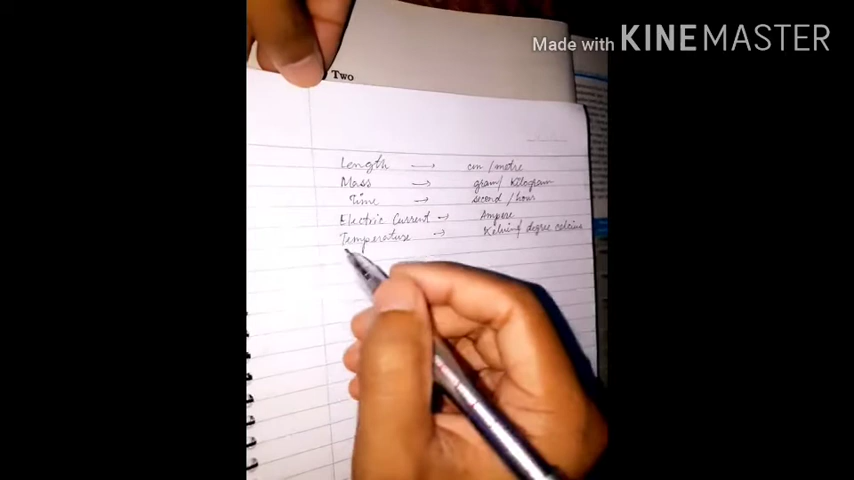 Made with KINEMASTER
Two
Length → cm / metre
Mass → gram / Kilogram
Time → second / hour
Electric Current → Ampere
Temperature → Kelvin / degree celcius